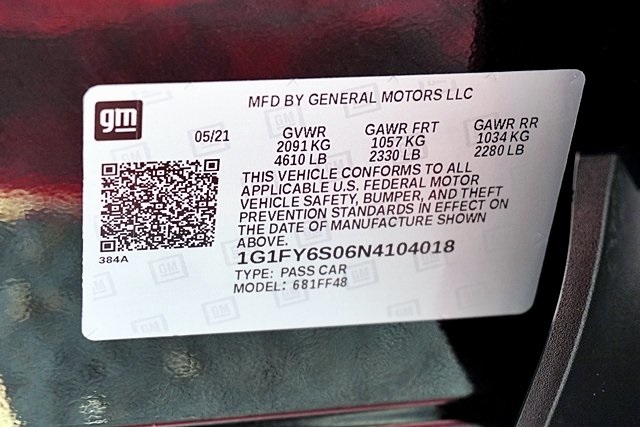 gm
MFD BY GENERAL MOTORS LLC
05/21 GVWR GAWR FRT GAWR RR
2091 KG 1057 KG 1034 KG
4610 LB 2330 LB 2280 LB
THIS VEHICLE CONFORMS TO ALL
APPLICABLE U.S. FEDERAL MOTOR
VEHICLE SAFETY, BUMPER, AND THEFT
PREVENTION STANDARDS IN EFFECT ON
THE DATE OF MANUFACTURE SHOWN
ABOVE.
384A
1G1FY6S06N4104018
TYPE: PASS CAR
MODEL: 681FF48